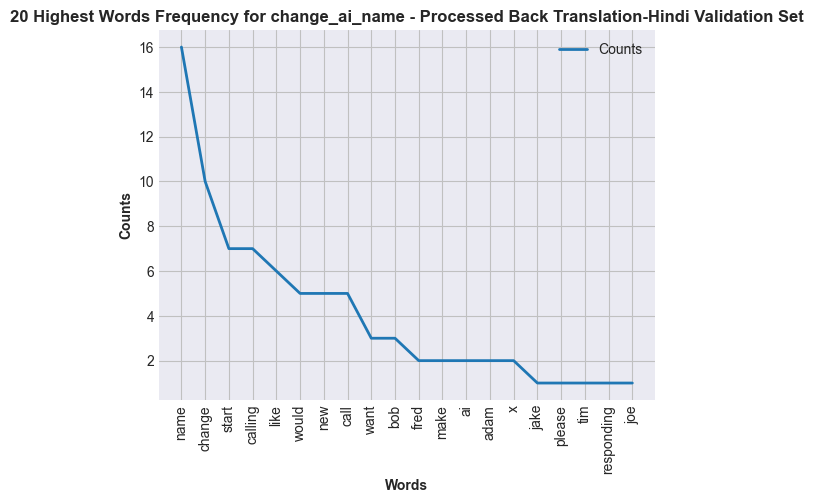 20 Highest Words Frequency for change_ai_name - Processed Back Translation-Hindi Validation Set
Counts
16
14
12
10
8
6
4
2
Counts
name
change
start
calling
like
would
new
call
want
bob
fred
make
ai
adam
x
jake
please
tim
responding
joe
Words